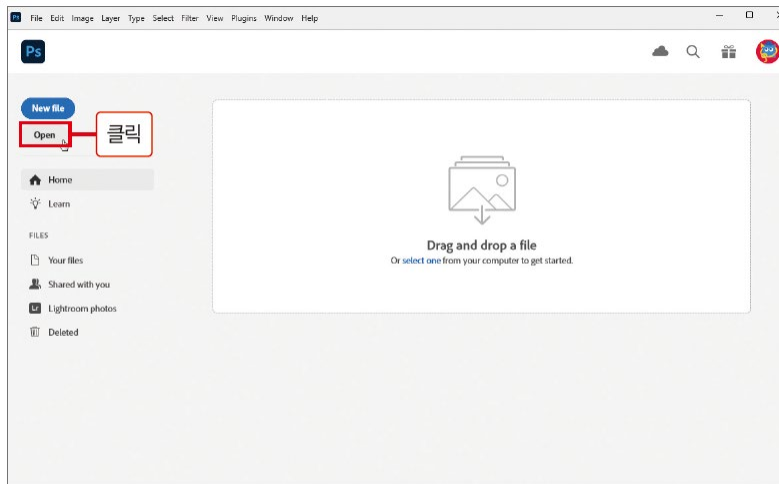 Ps File Edit Image Layer Type Select Filter View Plugins Window Help
Ps
New file
Open
클릭
Home
Learn
FILES
Your files
Shared with you
Lr Lightroom photos
Deleted
Drag and drop a file
Or select one from your computer to get started.